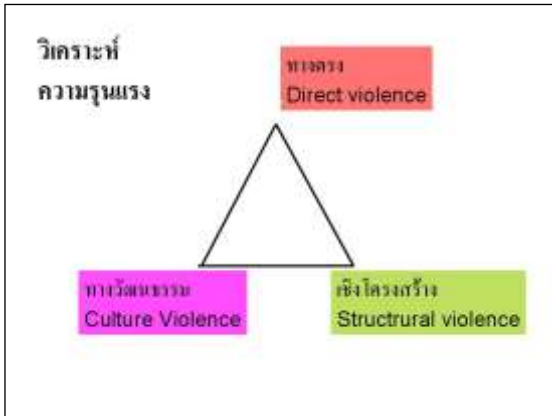 วิเคราะห์
ความรุนแรง
ทางตรง
Direct violence
ทางวัฒนธรรม
Culture Violence
เชิงโครงสร้าง
Structrural violence